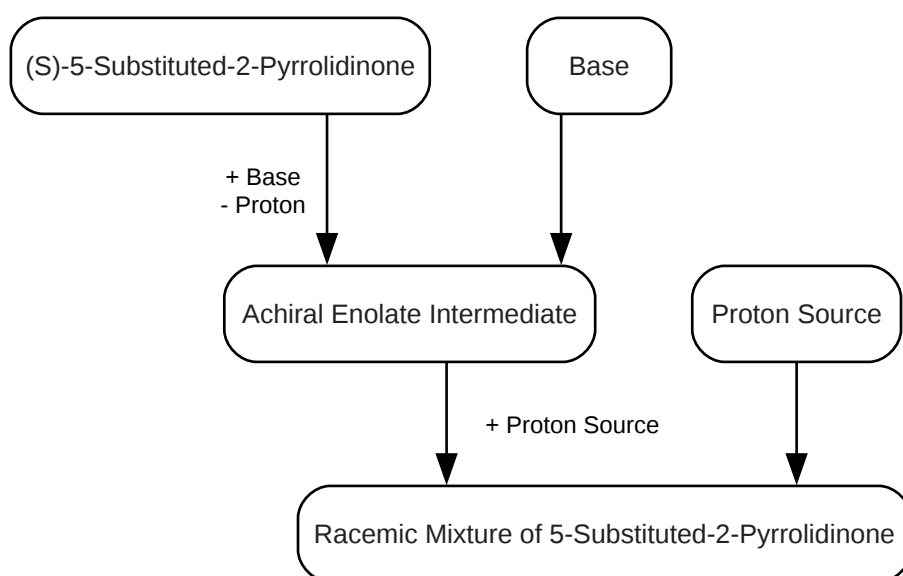 (S)-5-Substituted-2-Pyrrolidinone
Base
+ Base
- Proton
Achiral Enolate Intermediate
Proton Source
+ Proton Source
Racemic Mixture of 5-Substituted-2-Pyrrolidinone